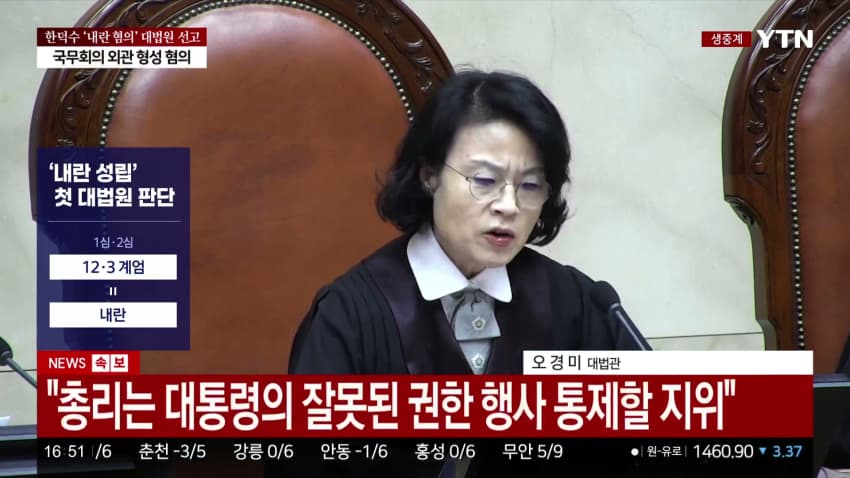 한덕수 '내란 혐의' 대법원 선고
국무회의 외관 형성 혐의
생중계
YTN
'내란 성립'
첫 대법원 판단
1심·2심
12·3 계엄
=
내란
오경미 대법관
NEWS 속보
"총리는 대통령의 잘못된 권한 행사 통제할 지위"
16:51 /6 춘천 -3/5 강릉 0/6 안동 -1/6 홍성 0/6 무안 5/9 ● 원·유로 1460.90 ▼ 3.37